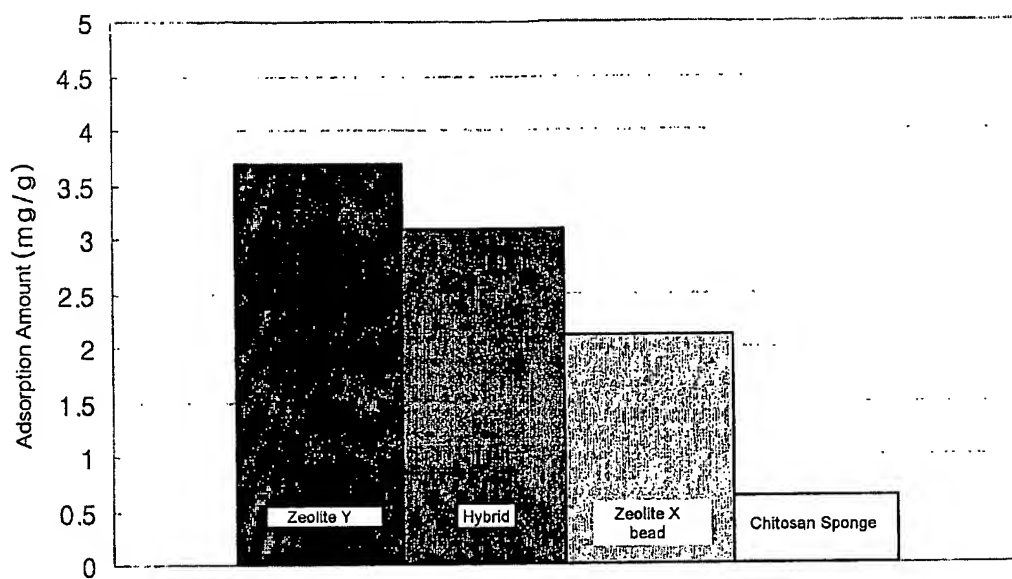 Adsorption Amount (mg/g)
5
4.5
4
3.5
3
2.5
2
1.5
1
0.5
0
Zeolite Y
Hybrid
Zeolite X
bead
Chitosan Sponge